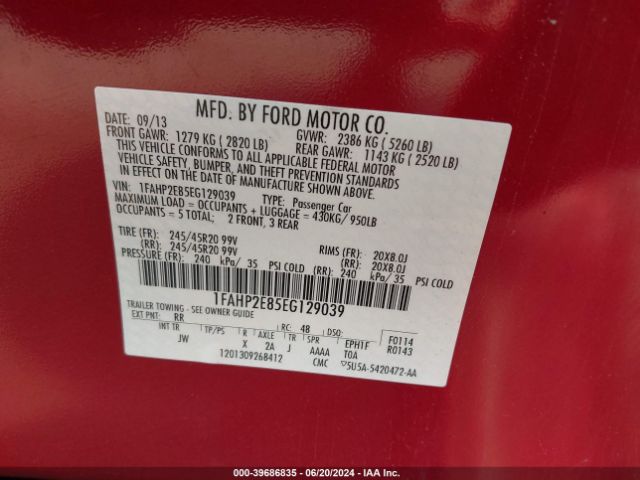 MFD. BY FORD MOTOR CO.
DATE: 09/13 GVWR: 2386 KG ( 5260 LB)
FRONT GAWR: 1279 KG ( 2820 LB) REAR GAWR: 1143 KG ( 2520 LB)
THIS VEHICLE CONFORMS TO ALL APPLICABLE FEDERAL MOTOR
VEHICLE SAFETY, BUMPER, AND THEFT PREVENTION STANDARDS
IN EFFECT ON THE DATE OF MANUFACTURE SHOWN ABOVE.
VIN: 1FAHP2E85EG129039 TYPE: Passenger Car
MAXIMUM LOAD = OCCUPANTS + LUGGAGE = 430KG/ 950LB
OCCUPANTS = 5 TOTAL; 2 FRONT, 3 REAR
TIRE (FR): 245/45R20 99V RIMS (FR): 20X8.0J
(RR): 245/45R20 99V (RR): 20X8.0J
PRESSURE (FR): 240 kPa/ 35 PSI COLD (RR): 240 kPa/ 35 PSI COLD
1FAHP2E85EG129039
TRAILER TOWING - SEE OWNER GUIDE
EXT PNT: RR RC: 48 DSO: F0114
INT TR TP/PS R AXLE TR SPR EPH1F R0143
JW X 2A J AAAA TOA
1201309268412 CMC ▽5U5A-5420472-AA
000-39686835 - 06/20/2024 - IAA Inc.